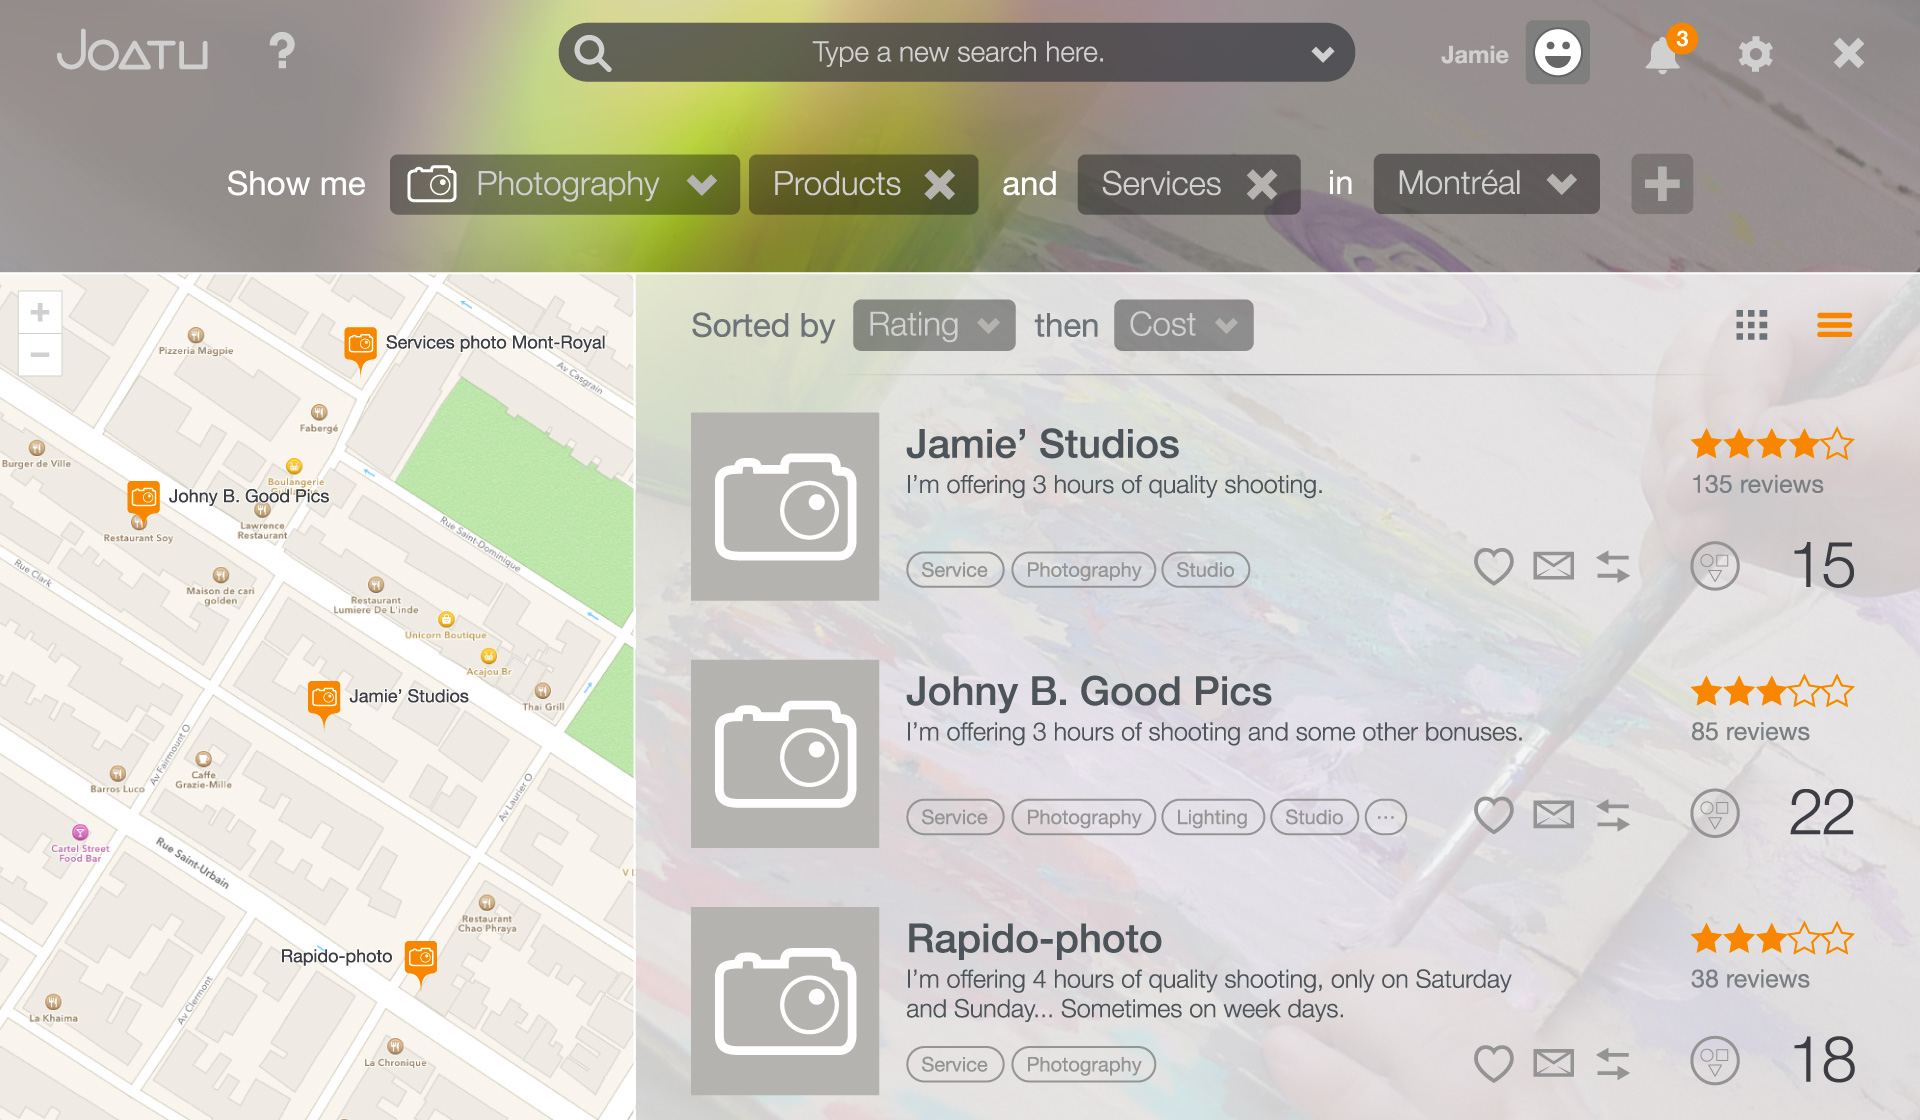 JOATU
?
Type a new search here.
Jamie
3
Show me
Photography
Products
and
Services
in
Montréal
Sorted by
Rating
then
Cost
Pizzeria Magpie
Services photo Mont-Royal
Av Casgrain
Fabergé
Burger de Ville
Boulangerie
Johny B. Good Pics
Lawrence
Restaurant
Restaurant Soy
Rue Saint-Dominique
Rue Clark
Maison de cari
golden
Restaurant
Lumiere De L'inde
Unicorn Boutique
Acajou Br
Thai Grill
Jamie’ Studios
Av Fairmount O
Caffe
Grazie-Mille
Barros Luco
Av Laurier O
Cartel Street
Food Bar
Rue Saint-Urbain
Restaurant
Chao Phraya
Rapido-photo
Av Clermont
La Khaima
La Chronique
Jamie’ Studios
I’m offering 3 hours of quality shooting.
135 reviews
Service
Photography
Studio
15
Johny B. Good Pics
I’m offering 3 hours of shooting and some other bonuses.
85 reviews
Service
Photography
Lighting
Studio
...
22
Rapido-photo
I’m offering 4 hours of quality shooting, only on Saturday
and Sunday... Sometimes on week days.
38 reviews
Service
Photography
18